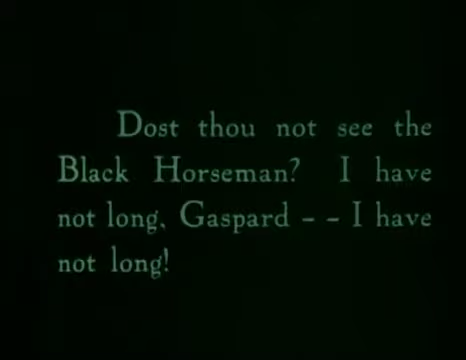 Dost thou not see the
Black Horseman? I have
not long, Gaspard -- I have
not long!